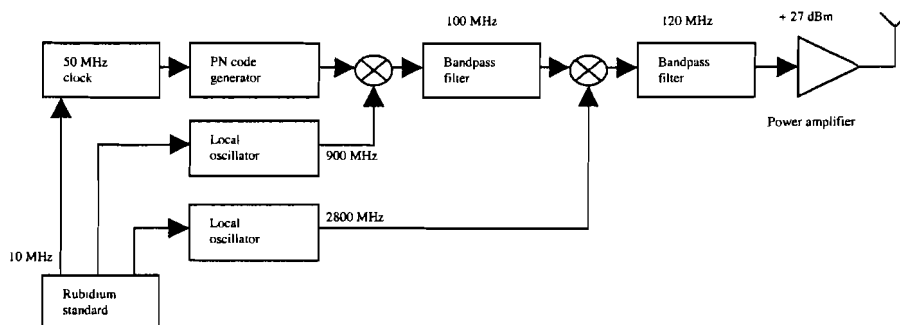 100 MHz
120 MHz
+ 27 dBm
50 MHz
clock
PN code
generator
Bandpass
filter
Bandpass
filter
Power amplifier
Local
oscillator
900 MHz
Local
oscillator
2800 MHz
10 MHz
Rubidium
standard